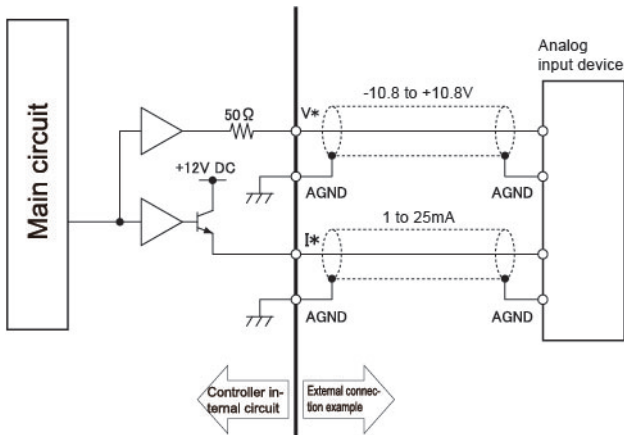 Main circuit
50Ω
+12V DC
V*
-10.8 to +10.8V
Analog
input device
AGND
AGND
I*
1 to 25mA
AGND
AGND
Controller in-
ternal circuit
External connec-
tion example